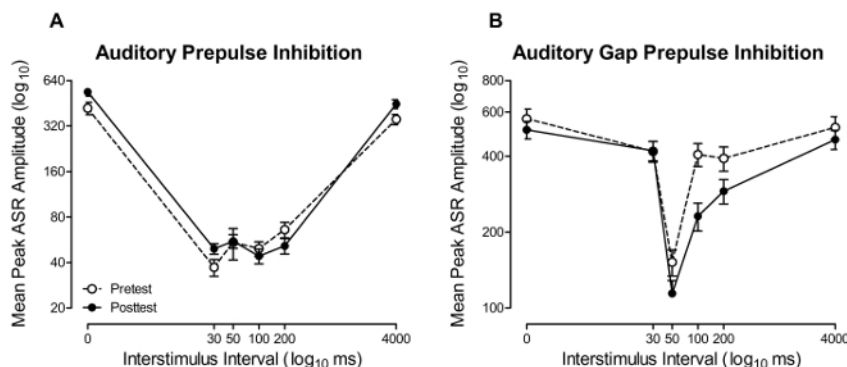 A
Auditory Prepulse Inhibition
Mean Peak ASR Amplitude (log10)
640
320
160
80
40
20
Pretest
Posttest
0
30
50
100
200
4000
Interstimulus Interval (log10 ms)
B
Auditory Gap Prepulse Inhibition
Mean Peak ASR Amplitude (log10)
800
600
400
200
100
0
30
50
100
200
4000
Interstimulus Interval (log10 ms)